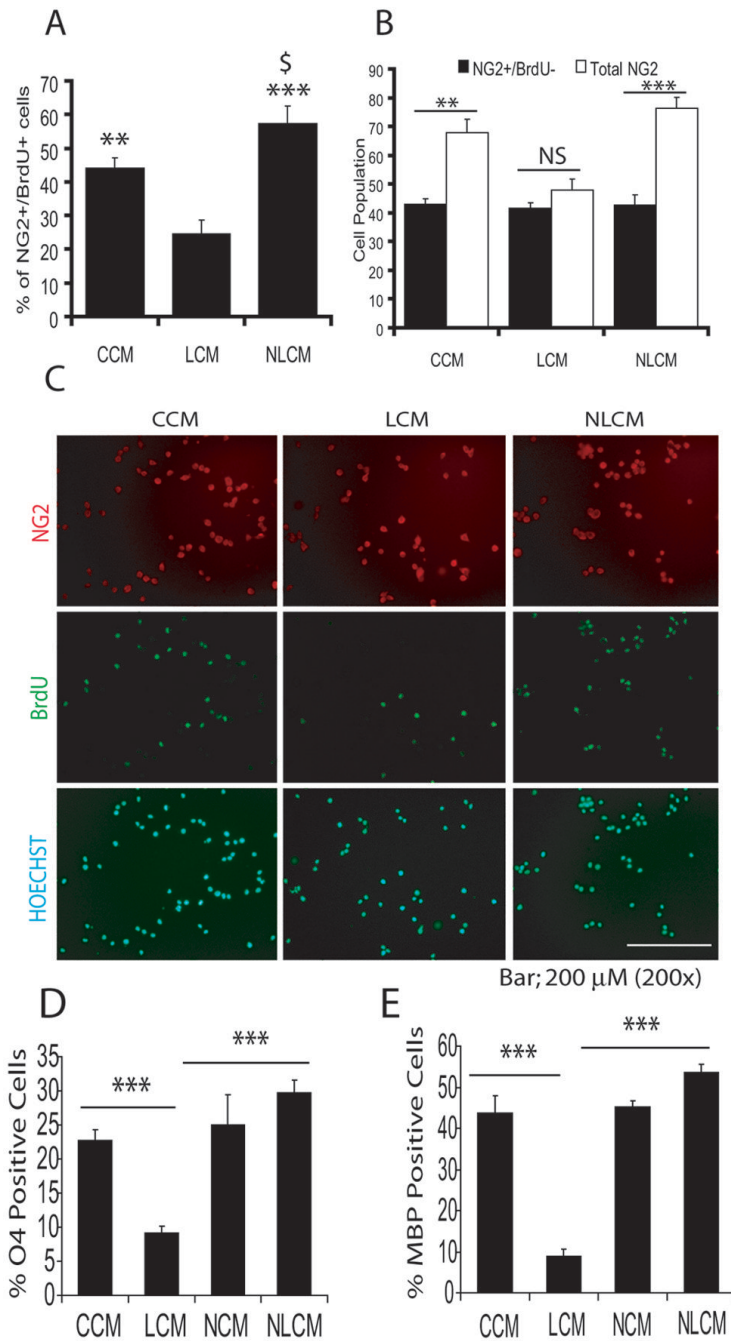 A
% of NG2+/BrdU+ cells
70
60
50
40
30
20
10
0
**
$
***
CCM LCM NLCM
B
NG2+/BrdU- Total NG2
Cell Population
90
80
70
60
50
40
30
20
10
0
**
NS
***
CCM LCM NLCM
C
CCM LCM NLCM
NG2
BrdU
HOECHST
Bar; 200 µM (200x)
D
% O4 Positive Cells
35
30
25
20
15
10
5
0
***
***
CCM LCM NCM NLCM
E
% MBP Positive Cells
60
50
40
30
20
10
0
***
***
CCM LCM NCM NLCM